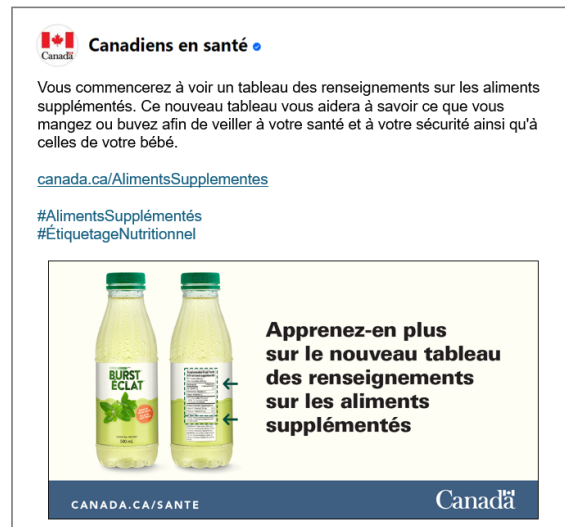 Canada
Canadiens en santé
Vous commencerez à voir un tableau des renseignements sur les aliments
supplémentés. Ce nouveau tableau vous aidera à savoir ce que vous
mangez ou buvez afin de veiller à votre santé et à votre sécurité ainsi qu'à
celles de votre bébé.
canada.ca/AlimentsSupplementes
#AlimentsSupplémentés
#ÉtiquetageNutritionnel
BURST
ÉCLAT
500 mL
Apprenez-en plus
sur le nouveau tableau
des renseignements
sur les aliments
supplémentés
CANADA.CA/SANTE
Canada